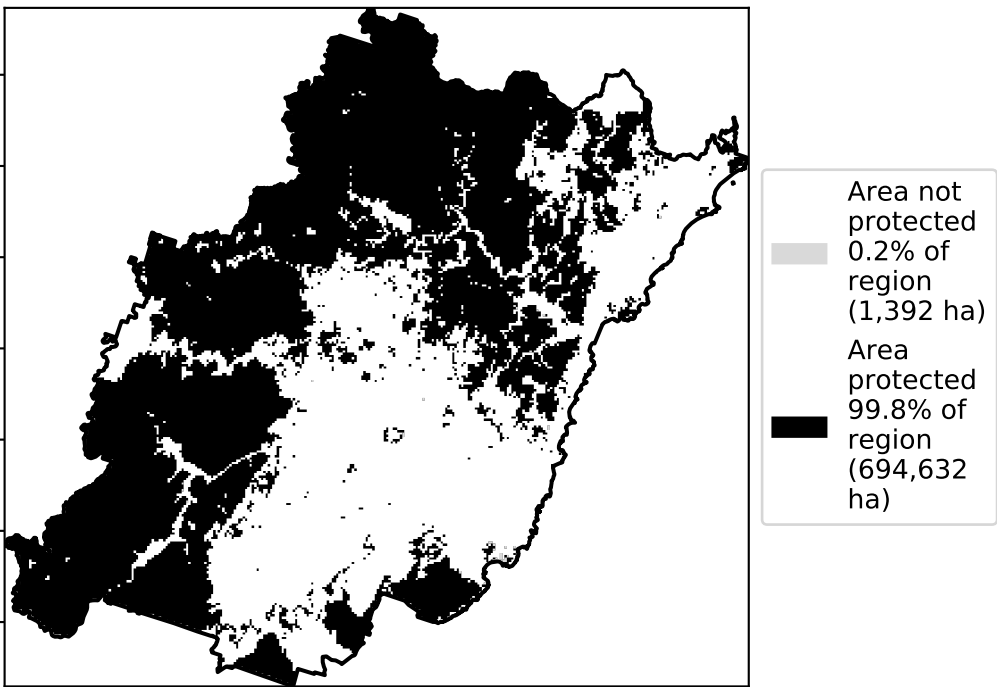 Area not
protected
0.2% of
region
(1,392 ha)
Area
protected
99.8% of
region
(694,632
ha)